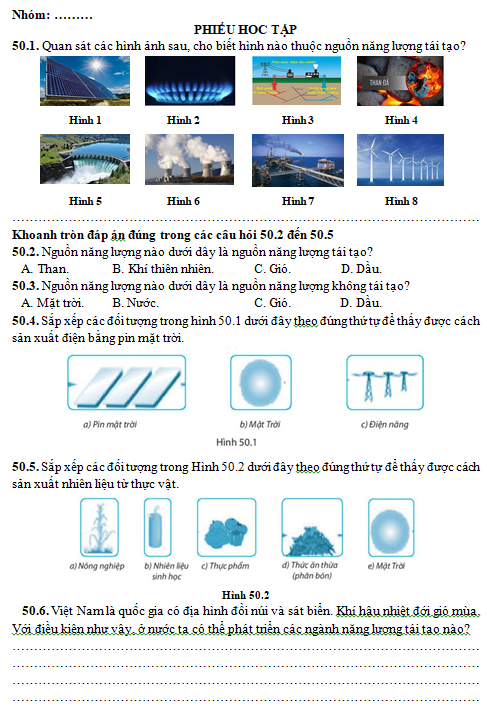 Nhóm: ………
PHIẾU HỌC TẬP
50.1. Quan sát các hình ảnh sau, cho biết hình nào thuộc nguồn năng lượng tái tạo?
THAN ĐÁ
Hình 1 Hình 2 Hình 3 Hình 4
Hình 5 Hình 6 Hình 7 Hình 8
Khoanh tròn đáp án đúng trong các câu hỏi 50.2 đến 50.5
50.2. Nguồn năng lượng nào dưới dây là nguồn năng lượng tái tạo?
A. Than. B. Khí thiên nhiên. C. Gió. D. Dầu.
50.3. Nguồn năng lượng nào dưới dây là nguồn năng lượng không tái tạo?
A. Mặt trời. B. Nước. C. Gió. D. Dầu.
50.4. Sắp xếp các đối tượng trong hình 50.1 dưới đây theo đúng thứ tự để thấy được cách
sản xuất điện bằng pin mặt trời.
a) Pin mặt trời b) Mặt Trời c) Điện năng
Hình 50.1
50.5. Sắp xếp các đối tượng trong Hình 50.2 dưới đây theo đúng thứ tự để thấy được cách
sản xuất nhiên liệu từ thực vật.
a) Nông nghiệp b) Nhiên liệu c) Thực phẩm d) Thức ăn thừa e) Mặt Trời
sinh học (phân bón)
Hình 50.2
50.6. Việt Nam là quốc gia có địa hình đồi núi và sát biển. Khí hậu nhiệt đới gió mùa.
Với điều kiện như vậy, ở nước ta có thể phát triển các ngành năng lượng tái tạo nào?